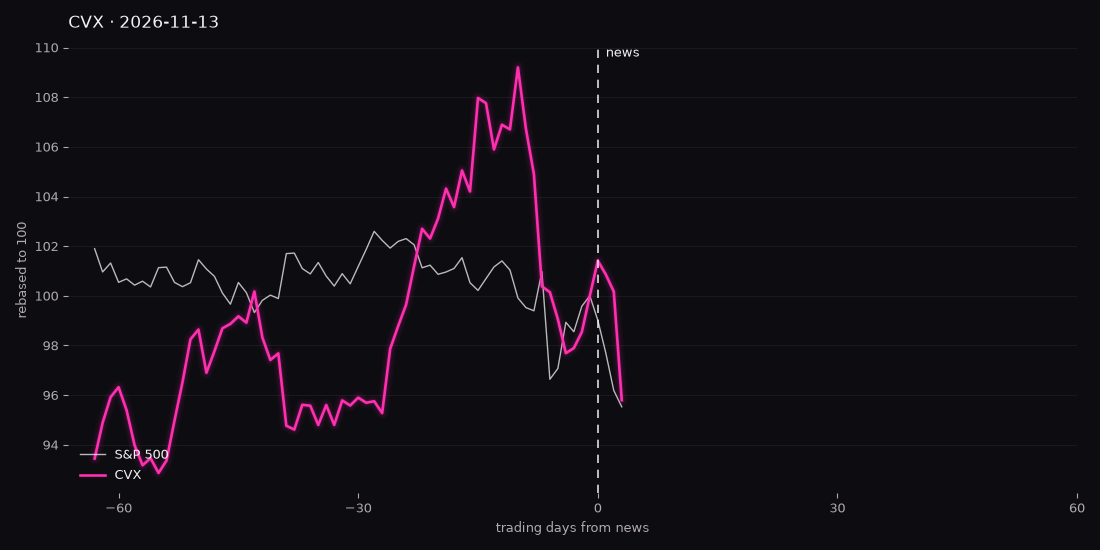 CVX · 2026-11-13
news
rebased to 100
110
108
106
104
102
100
98
96
94
S&P 500
CVX
−60
−30
0
30
60
trading days from news